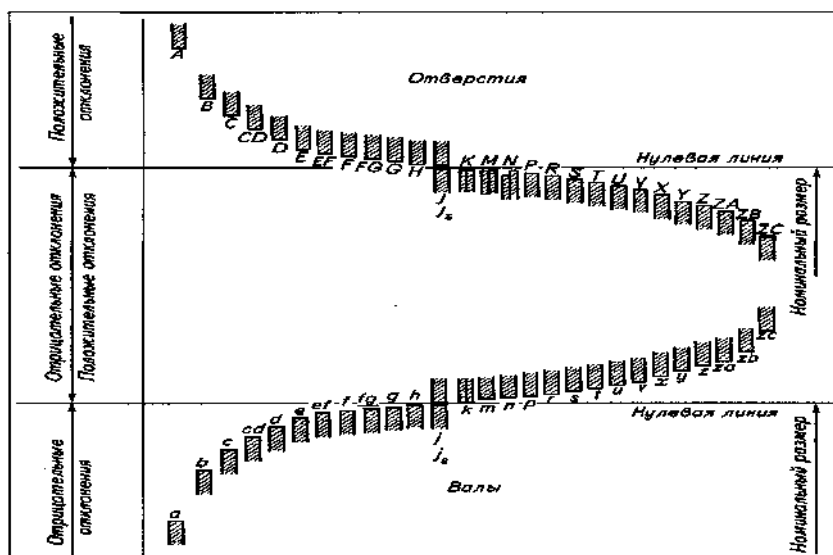 Положительные
отклонения
Отверстия
A
B
C
CD
D
E
EF
F
FG
G
H
j
js
K
M
N
P
R
S
T
U
V
X
Y
Z
ZA
ZB
ZC
Нулевая линия
Отрицательные отклонения
Положительные отклонения
Номинальный размер
zc
zb
za
z
y
x
v
u
t
s
r
p
n
m
k
j
js
h
g
fg
f
ef
e
d
cd
c
b
a
Нулевая линия
Валы
Отрицательные
отклонения
Номинальный размер